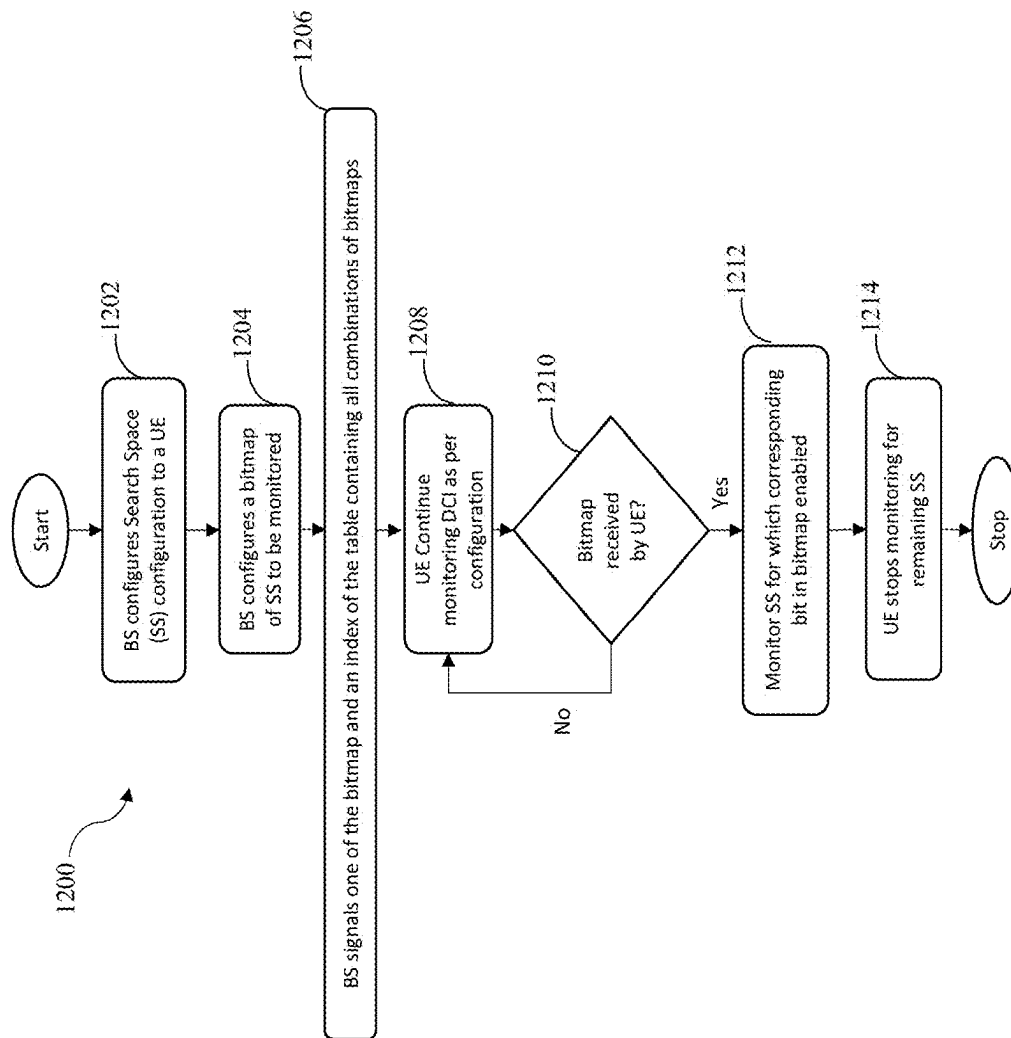 1200
Start
BS configures Search Space
(SS) configuration to a UE
1202
BS configures a bitmap
of SS to be monitored
1204
BS signals one of the bitmap and an index of the table containing all combinations of bitmaps
1206
UE Continue
monitoring DCI as per
configuration
1208
Bitmap
received
by UE?
1210
No
Yes
Monitor SS for which corresponding
bit in bitmap enabled
1212
UE stops monitoring for
remaining SS
1214
Stop